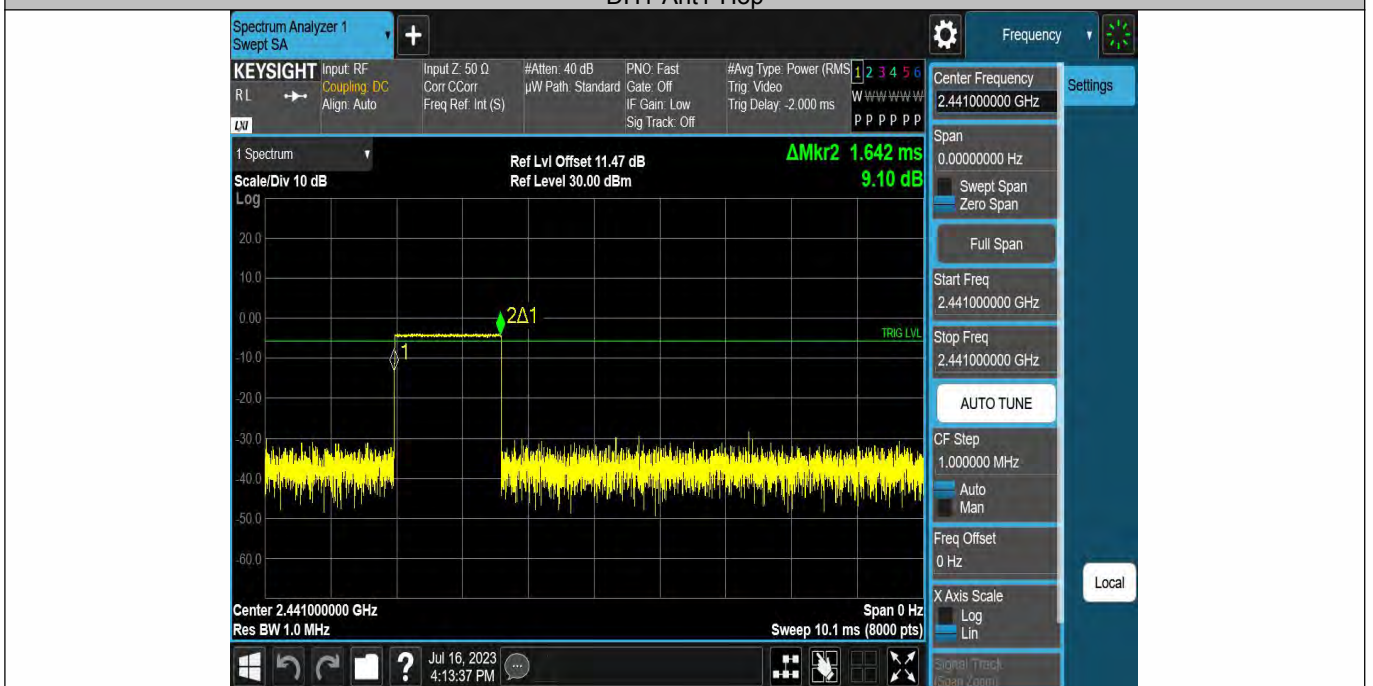 Spectrum Analyzer 1
Swept SA
Frequency
KEYSIGHT
R L
LXI
Input: RF
Coupling: DC
Align: Auto
Input Z: 50 Ω
Corr CCorr
Freq Ref: Int (S)
#Atten: 40 dB
µW Path: Standard
PNO: Fast
Gate: Off
IF Gain: Low
Sig Track: Off
#Avg Type: Power (RMS
Trig: Video
Trig Delay: -2.000 ms
1 2 3 4 5 6
W W W W W W
P P P P P P
1 Spectrum
Scale/Div 10 dB
Log
Ref Lvl Offset 11.47 dB
Ref Level 30.00 dBm
ΔMkr2 1.642 ms
9.10 dB
20.0
10.0
0.00
-10.0
-20.0
-30.0
-40.0
-50.0
-60.0
2Δ1
1
TRIG LVL
Center 2.441000000 GHz
Res BW 1.0 MHz
Span 0 Hz
Sweep 10.1 ms (8000 pts)
Jul 16, 2023
4:13:37 PM
Center Frequency
2.441000000 GHz
Settings
Span
0.00000000 Hz
Swept Span
Zero Span
Full Span
Start Freq
2.441000000 GHz
Stop Freq
2.441000000 GHz
AUTO TUNE
CF Step
1.000000 MHz
Auto
Man
Freq Offset
0 Hz
X Axis Scale
Log
Lin
Signal Track
(Span Zoom)
Local